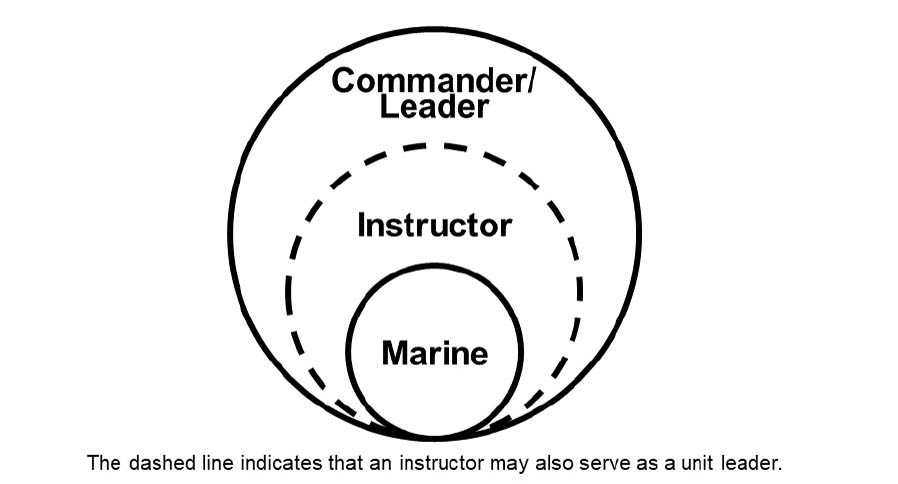 Commander/
Leader
Instructor
Marine
The dashed line indicates that an instructor may also serve as a unit leader.